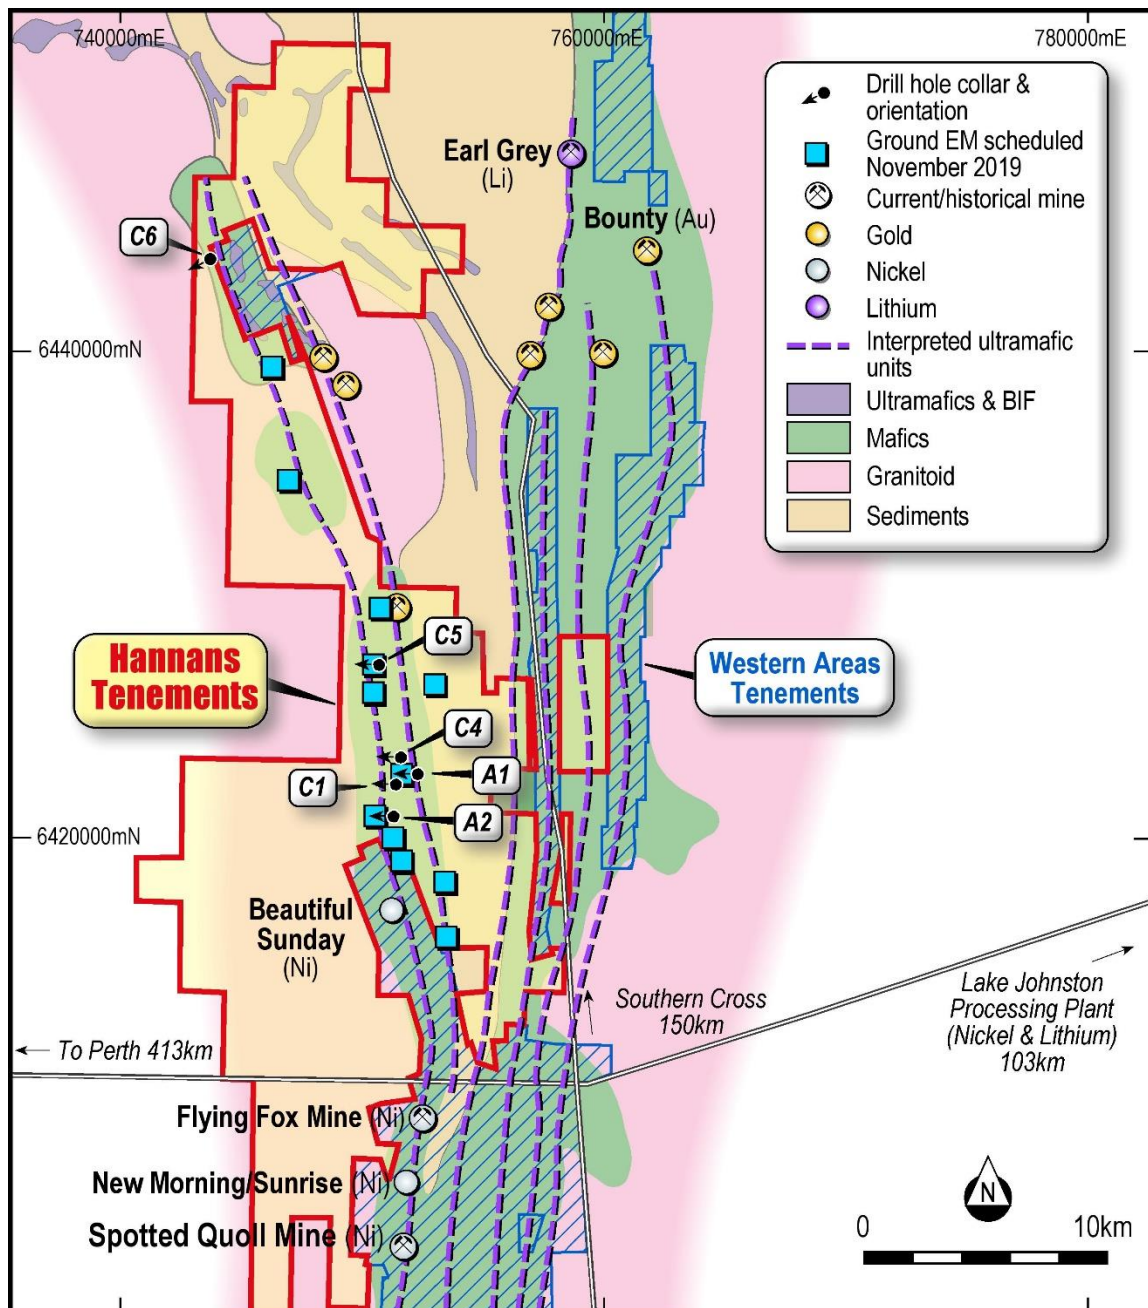 740000mE
760000mE
780000mE
Drill hole collar &
orientation
Ground EM scheduled
November 2019
Current/historical mine
Gold
Nickel
Lithium
Interpreted ultramafic
units
Ultramafics & BIF
Mafics
Granitoid
Sediments
Earl Grey
(Li)
Bounty (Au)
C6
6440000mN
C5
Hannans
Tenements
Western Areas
Tenements
C4
C1
A1
A2
6420000mN
Beautiful
Sunday
(Ni)
Southern Cross
150km
Lake Johnston
Processing Plant
(Nickel & Lithium)
103km
To Perth 413km
Flying Fox Mine (Ni)
New Morning/Sunrise (Ni)
Spotted Quoll Mine (Ni)
N
0
10km